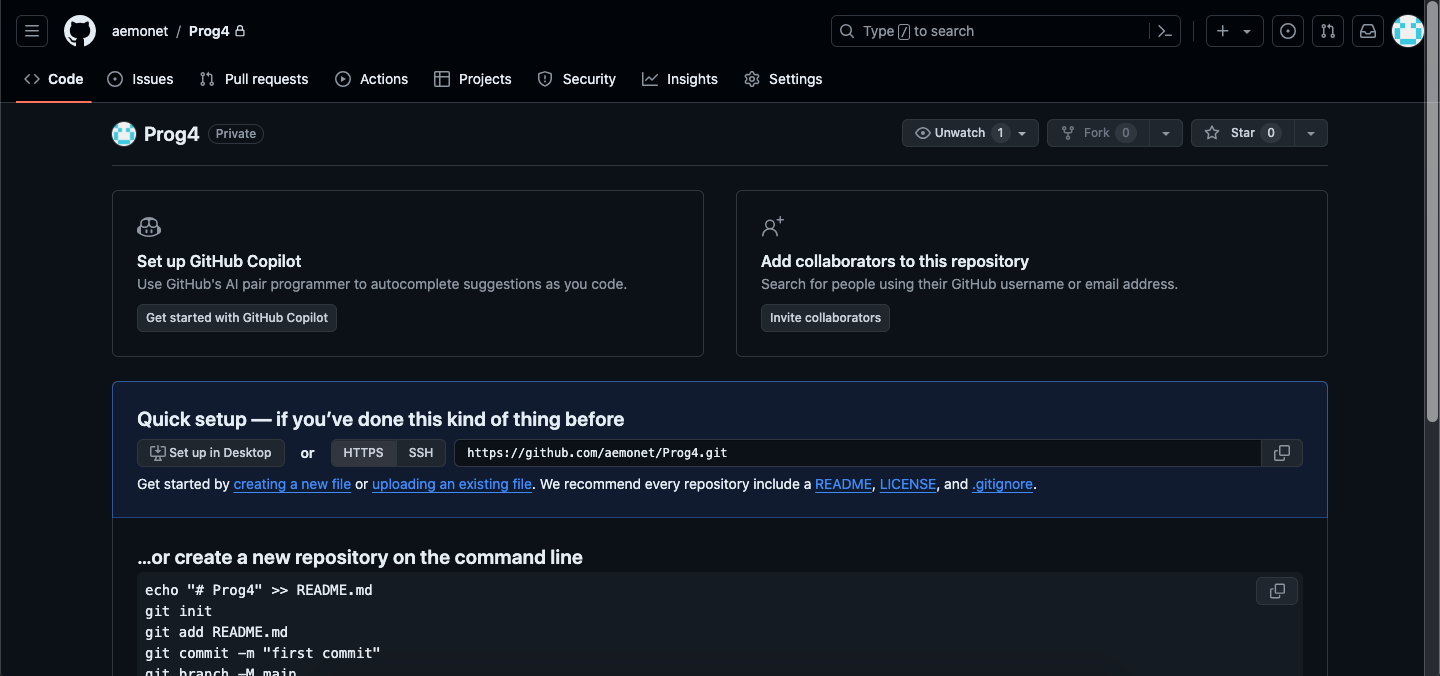 aemonet / Prog4
Type / to search
Code Issues Pull requests Actions Projects Security Insights Settings
Prog4 Private
Unwatch 1 Fork 0 Star 0
Set up GitHub Copilot
Use GitHub's AI pair programmer to autocomplete suggestions as you code.
Get started with GitHub Copilot
Add collaborators to this repository
Search for people using their GitHub username or email address.
Invite collaborators
Quick setup — if you’ve done this kind of thing before
Set up in Desktop or HTTPS SSH https://github.com/aemonet/Prog4.git
Get started by creating a new file or uploading an existing file. We recommend every repository include a README, LICENSE, and .gitignore.
…or create a new repository on the command line
echo "# Prog4" >> README.md
git init
git add README.md
git commit -m "first commit"
git branch -M main